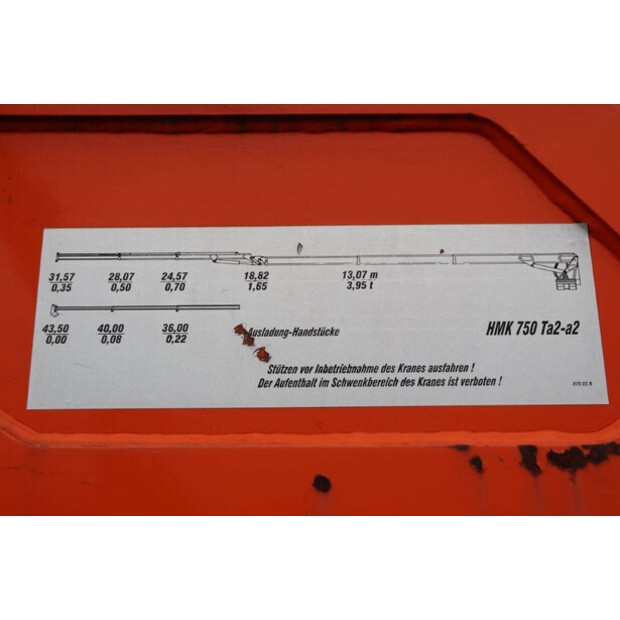 31,57 28,07 24,57 18,82 13,07 m
0,35 0,50 0,70 1,65 3,95 t
43,50 40,00 36,00
0,00 0,08 0,22
Ausladung-Handstücke
HMK 750 Ta2-a2
Stützen vor Inbetriebnahme des Kranes ausfahren !
Der Aufenthalt im Schwenkbereich des Kranes ist verboten !